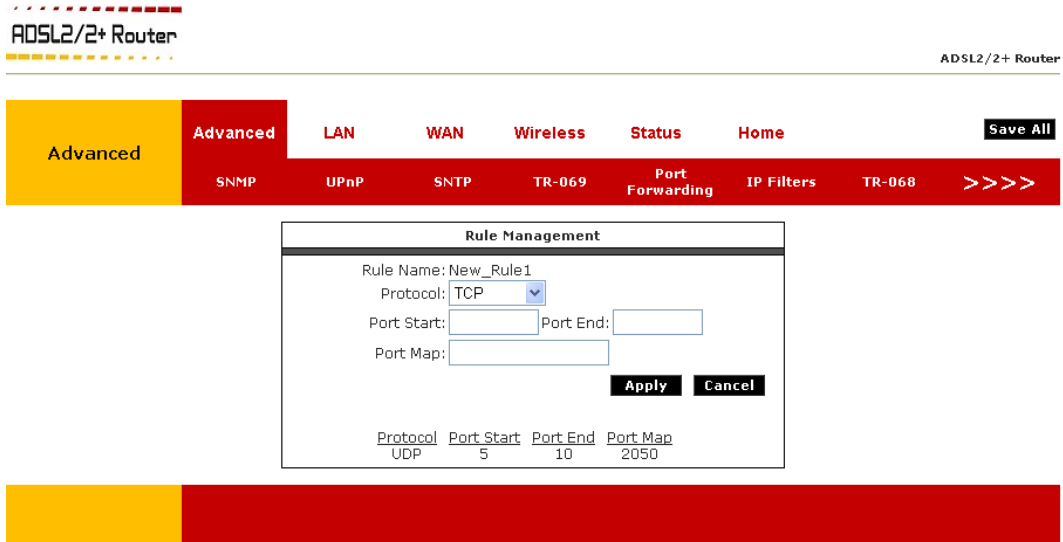 ADSL2/2+ Router
ADSL2/2+ Router
Advanced
Advanced LAN WAN Wireless Status Home Save All
SNMP UPnP SNTP TR-069 Port Forwarding IP Filters TR-068 >>>>
Rule Management
Rule Name: New_Rule1
Protocol: TCP
Port Start: Port End:
Port Map:
Apply Cancel
Protocol Port Start Port End Port Map
UDP 5 10 2050